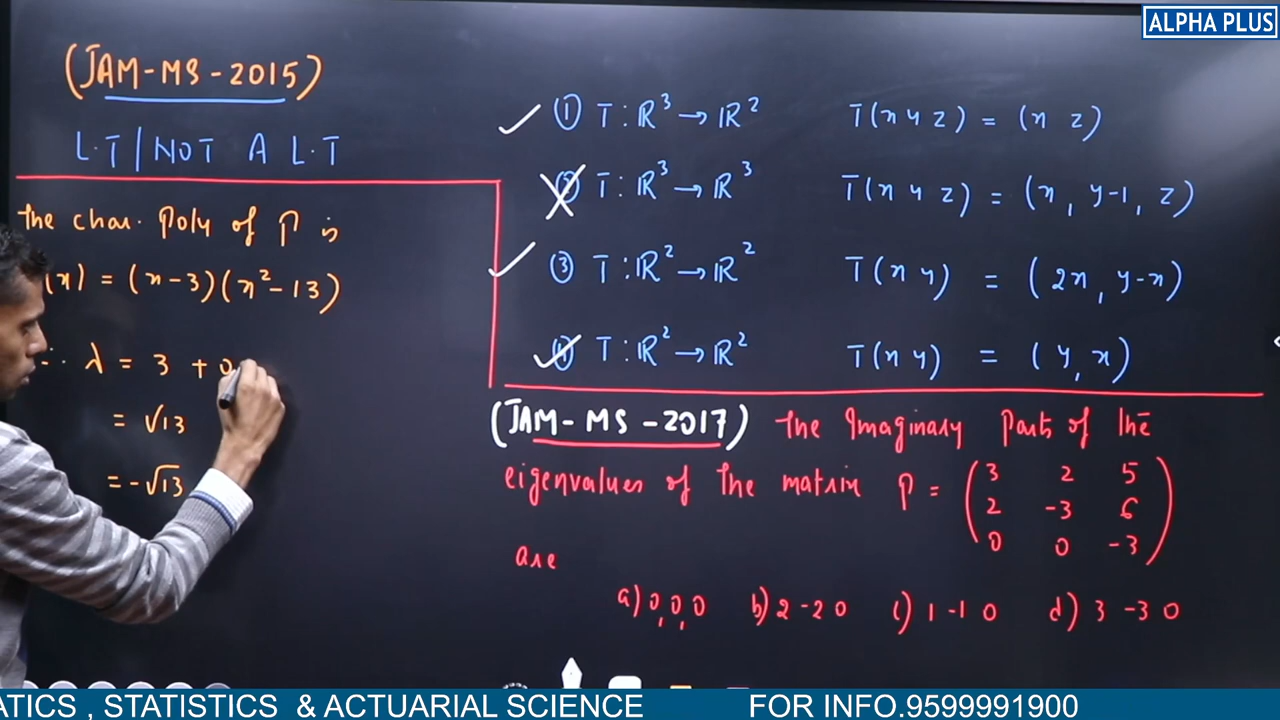 ALPHA PLUS
(JAM-MS-2015)
L.T/NOT A L.T
① T : ℝ³ → ℝ² T(x y z) = (x z)
② T : ℝ³ → ℝ³ T(x y z) = (x, y-1, z)
③ T : ℝ² → ℝ² T(x y) = (2x, y-x)
T : ℝ² → ℝ² T(x y) = (y, x)
The char. Poly of P is
(x) = (x-3)(x²-13)
∴ λ = 3 + 0
= √13
= -√13
(JAM-MS-2017) The Imaginary Parts of the
eigenvalues of the matrix P = ( 3 2 5
2 -3 6
0 0 -3 )
are
a) 0, 0, 0 b) 2 -2 0 c) 1 -1 0 d) 3 -3 0
ATICS , STATISTICS & ACTUARIAL SCIENCE FOR INFO.9599991900